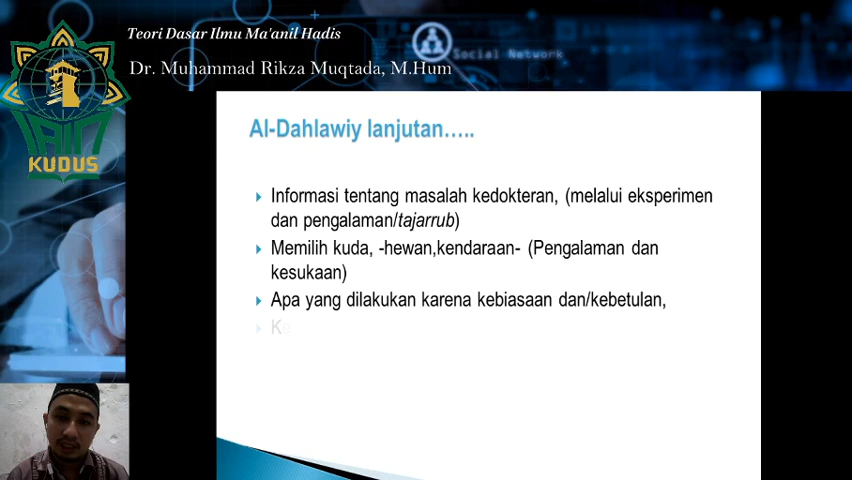 Teori Dasar Ilmu Ma'anil Hadis
Dr. Muhammad Rikza Muqtada, M.Hum
Social Network
IAIN
KUDUS
Al-Dahlawiy lanjutan…..
Informasi tentang masalah kedokteran, (melalui eksperimen
dan pengalaman/tajarrub)
Memilih kuda, -hewan,kendaraan- (Pengalaman dan
kesukaan)
Apa yang dilakukan karena kebiasaan dan/kebetulan,